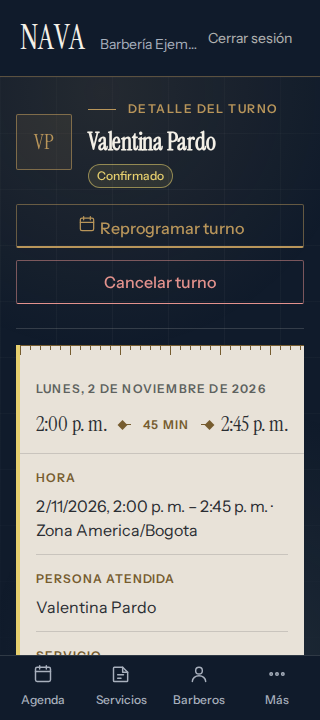 NAVA
Barbería Ejem...
Cerrar sesión
DETALLE DEL TURNO
VP
Valentina Pardo
Confirmado
Reprogramar turno
Cancelar turno
LUNES, 2 DE NOVIEMBRE DE 2026
2:00 p. m. 45 MIN 2:45 p. m.
HORA
2/11/2026, 2:00 p. m. – 2:45 p. m. ·
Zona America/Bogota
PERSONA ATENDIDA
Valentina Pardo
SERVICIO
Agenda
Servicios
Barberos
Más